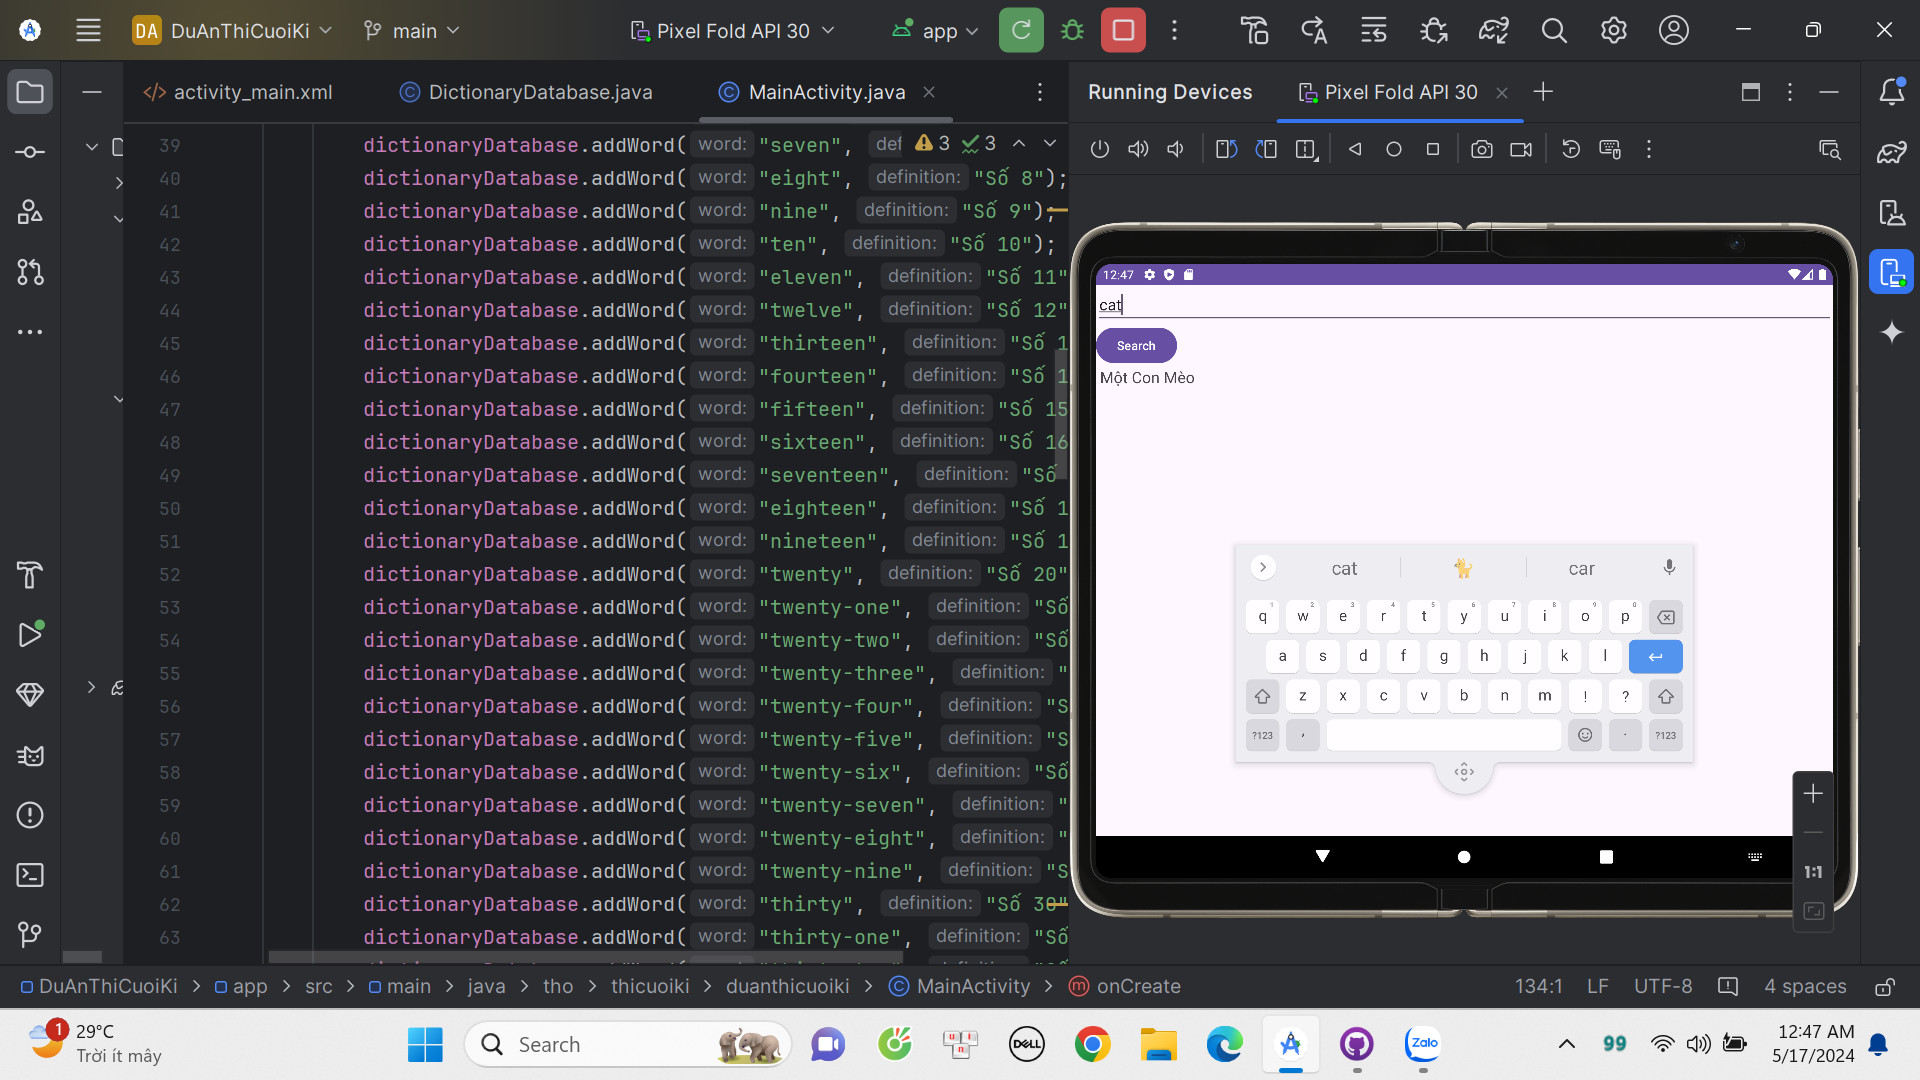 DA DuAnThiCuoiKi main Pixel Fold API 30 app
activity_main.xml DictionaryDatabase.java MainActivity.java Running Devices Pixel Fold API 30
39 dictionaryDatabase.addWord( word: "seven", def 3 3
40 dictionaryDatabase.addWord( word: "eight", definition: "Số 8");
41 dictionaryDatabase.addWord( word: "nine", definition: "Số 9");
42 dictionaryDatabase.addWord( word: "ten", definition: "Số 10");
43 dictionaryDatabase.addWord( word: "eleven", definition: "Số 11"
44 dictionaryDatabase.addWord( word: "twelve", definition: "Số 12"
45 dictionaryDatabase.addWord( word: "thirteen", definition: "Số 1
46 dictionaryDatabase.addWord( word: "fourteen", definition: "Số 1
47 dictionaryDatabase.addWord( word: "fifteen", definition: "Số 15
48 dictionaryDatabase.addWord( word: "sixteen", definition: "Số 16
49 dictionaryDatabase.addWord( word: "seventeen", definition: "Số
50 dictionaryDatabase.addWord( word: "eighteen", definition: "Số 1
51 dictionaryDatabase.addWord( word: "nineteen", definition: "Số 1
52 dictionaryDatabase.addWord( word: "twenty", definition: "Số 20"
53 dictionaryDatabase.addWord( word: "twenty-one", definition: "Số
54 dictionaryDatabase.addWord( word: "twenty-two", definition: "Số
55 dictionaryDatabase.addWord( word: "twenty-three", definition: "
56 dictionaryDatabase.addWord( word: "twenty-four", definition: "S
57 dictionaryDatabase.addWord( word: "twenty-five", definition: "S
58 dictionaryDatabase.addWord( word: "twenty-six", definition: "Số
59 dictionaryDatabase.addWord( word: "twenty-seven", definition: "
60 dictionaryDatabase.addWord( word: "twenty-eight", definition: "
61 dictionaryDatabase.addWord( word: "twenty-nine", definition: "S
62 dictionaryDatabase.addWord( word: "thirty", definition: "Số 30"
63 dictionaryDatabase.addWord( word: "thirty-one", definition: "Số
12:47
cat
Search
Một Con Mèo
cat car
q 1 w 2 e 3 r 4 t 5 y 6 u 7 i 8 o 9 p 0
a s d f g h j k l
z x c v b n m ! ?
?123 , . ?123
1:1
DuAnThiCuoiKi > app > src > main > java > tho > thicuoiki > duanthicuoiki > MainActivity > onCreate 134:1 LF UTF-8 4 spaces
1 29°C
Trời ít mây
Search
DELL
Zalo
99
12:47 AM
5/17/2024